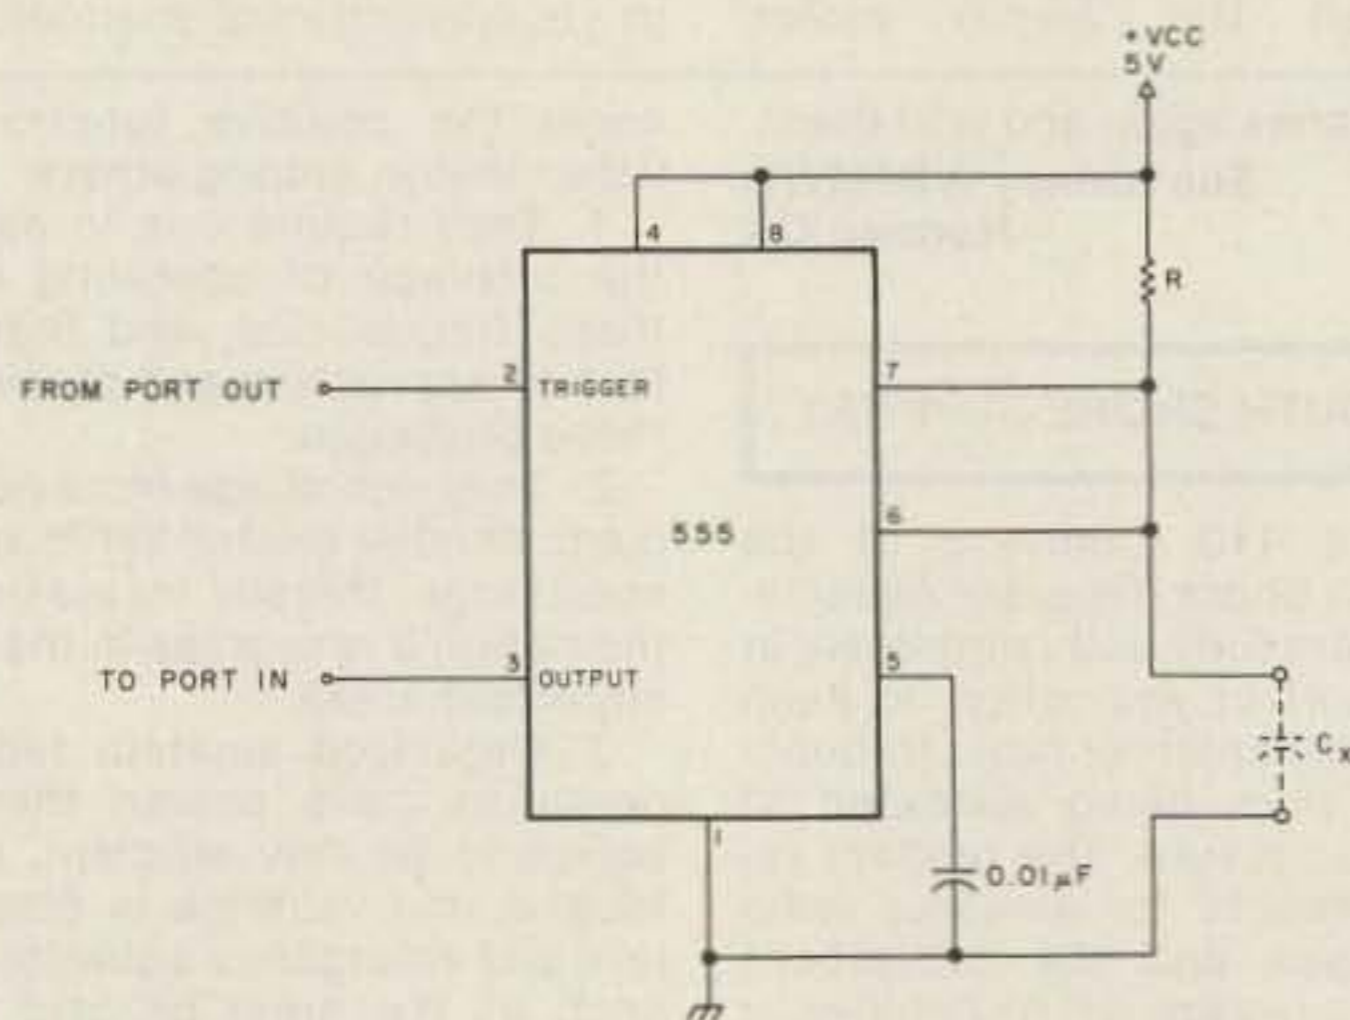 +VCC
5V
4
8
R
2
TRIGGER
7
FROM PORT OUT
555
6
3
OUTPUT
5
TO PORT IN
Cx
1
0.01µF